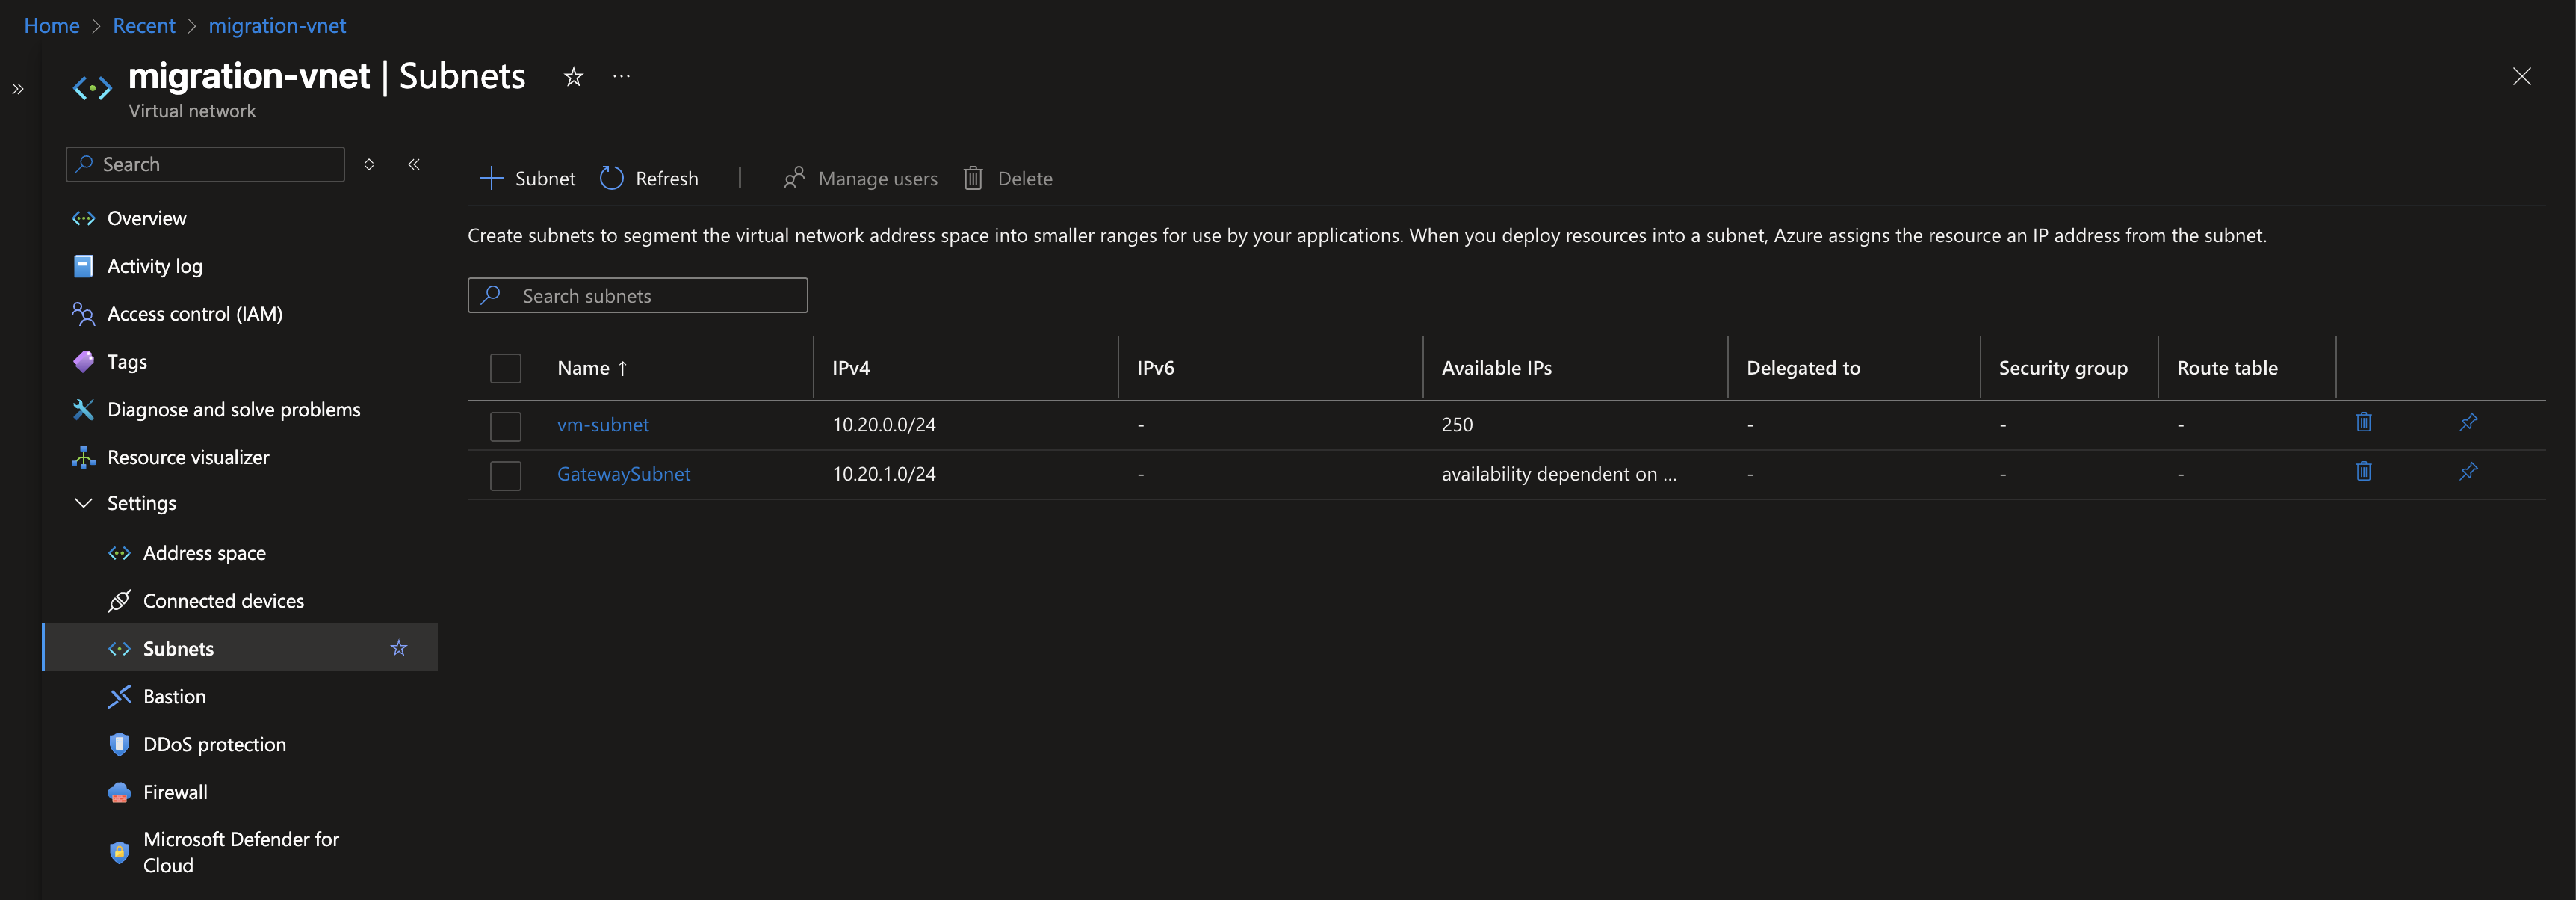 Home > Recent > migration-vnet
migration-vnet | Subnets
Virtual network
Search
Overview
Activity log
Access control (IAM)
Tags
Diagnose and solve problems
Resource visualizer
Settings
Address space
Connected devices
Subnets
Bastion
DDoS protection
Firewall
Microsoft Defender for
Cloud
Subnet Refresh | Manage users Delete
Create subnets to segment the virtual network address space into smaller ranges for use by your applications. When you deploy resources into a subnet, Azure assigns the resource an IP address from the subnet.
Search subnets
Name ↑ IPv4 IPv6 Available IPs Delegated to Security group Route table
vm-subnet 10.20.0.0/24 - 250 - - -
GatewaySubnet 10.20.1.0/24 - availability dependent on ... - - -